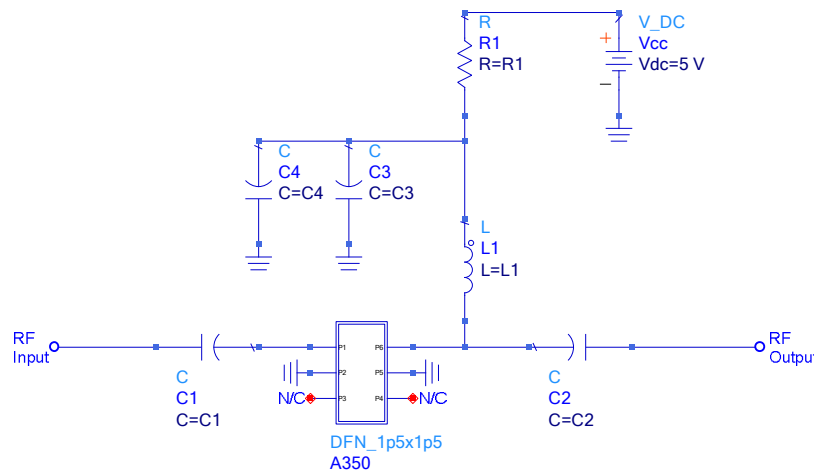 R
R1
R=R1
V_DC
Vcc
Vdc=5 V
+
−
C
C4
C=C4
C
C3
C=C3
L
L1
L=L1
RF
Input
C
C1
C=C1
P1
P2
P3
P6
P5
P4
N/C
N/C
DFN_1p5x1p5
A350
C
C2
C=C2
RF
Output